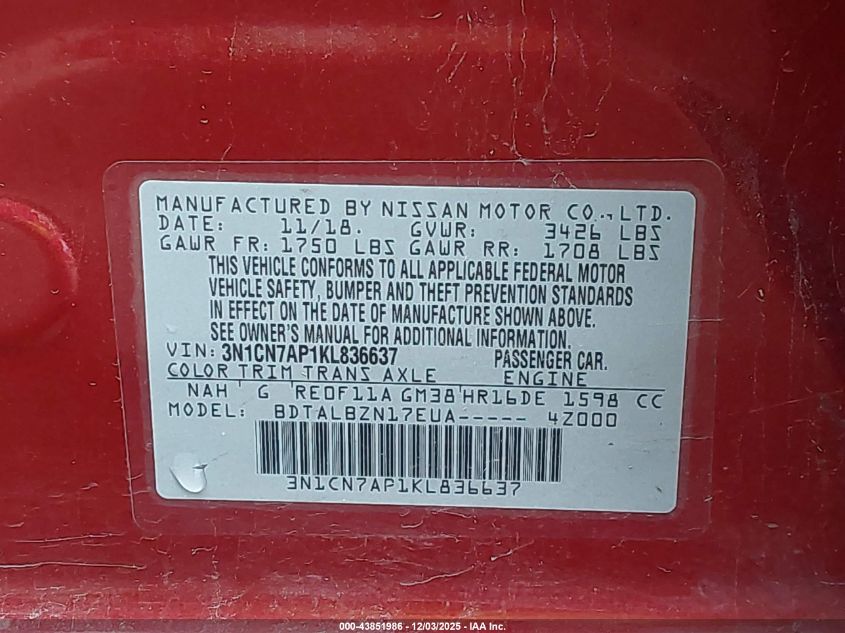 MANUFACTURED BY NISSAN MOTOR CO., LTD.
DATE: 11/18. GVWR: 3426 LBS
GAWR FR: 1750 LBS GAWR RR: 1708 LBS
THIS VEHICLE CONFORMS TO ALL APPLICABLE FEDERAL MOTOR
VEHICLE SAFETY, BUMPER AND THEFT PREVENTION STANDARDS
IN EFFECT ON THE DATE OF MANUFACTURE SHOWN ABOVE.
SEE OWNER'S MANUAL FOR ADDITIONAL INFORMATION.
VIN: 3N1CN7AP1KL836637 PASSENGER CAR.
COLOR TRIM TRANS AXLE ENGINE
NAH ' G ' RE0F11A GM38 ' HR16DE 1598 CC
MODEL: BDTALBZN17EUA----- 4Z000
3N1CN7AP1KL836637
000-43851986 - 12/03/2025 - IAA Inc.